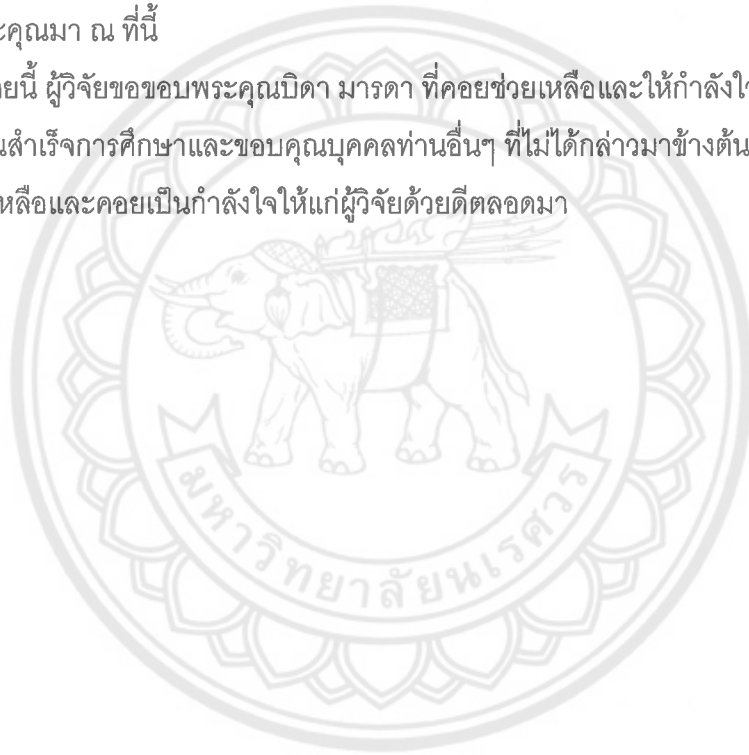 ะคุณมา ณ ที่นี้
ยนี้ ผู้วิจัยขอขอบพระคุณบิดา มารดา ที่คอยช่วยเหลือและให้กำลังใจ
นสำเร็จการศึกษาและขอบคุณบุคคลท่านอื่นๆ ที่ไม่ได้กล่าวมาข้างต้น
หลือและคอยเป็นกำลังใจให้แก่ผู้วิจัยด้วยดีตลอดมา
มหาวิทยาลัยนเรศวร